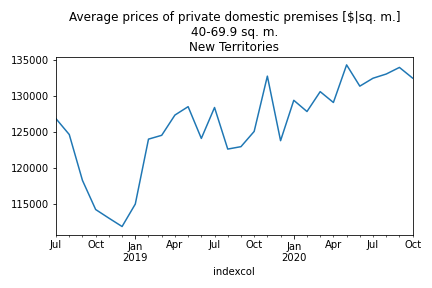 Average prices of private domestic premises [$|sq. m.]
40-69.9 sq. m.
New Territories
135000
130000
125000
120000
115000
Jul Oct Jan Apr Jul Oct Jan Apr Jul Oct
2019 2020
indexcol